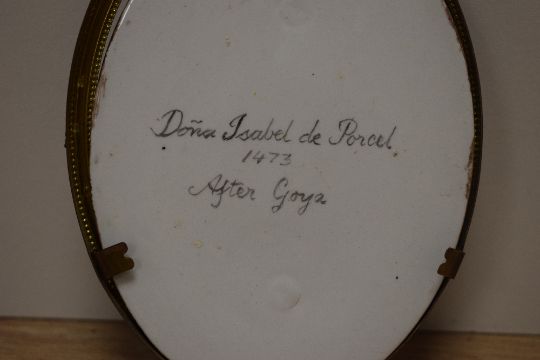 Doña Isabel de Porcel
1473
After Goya